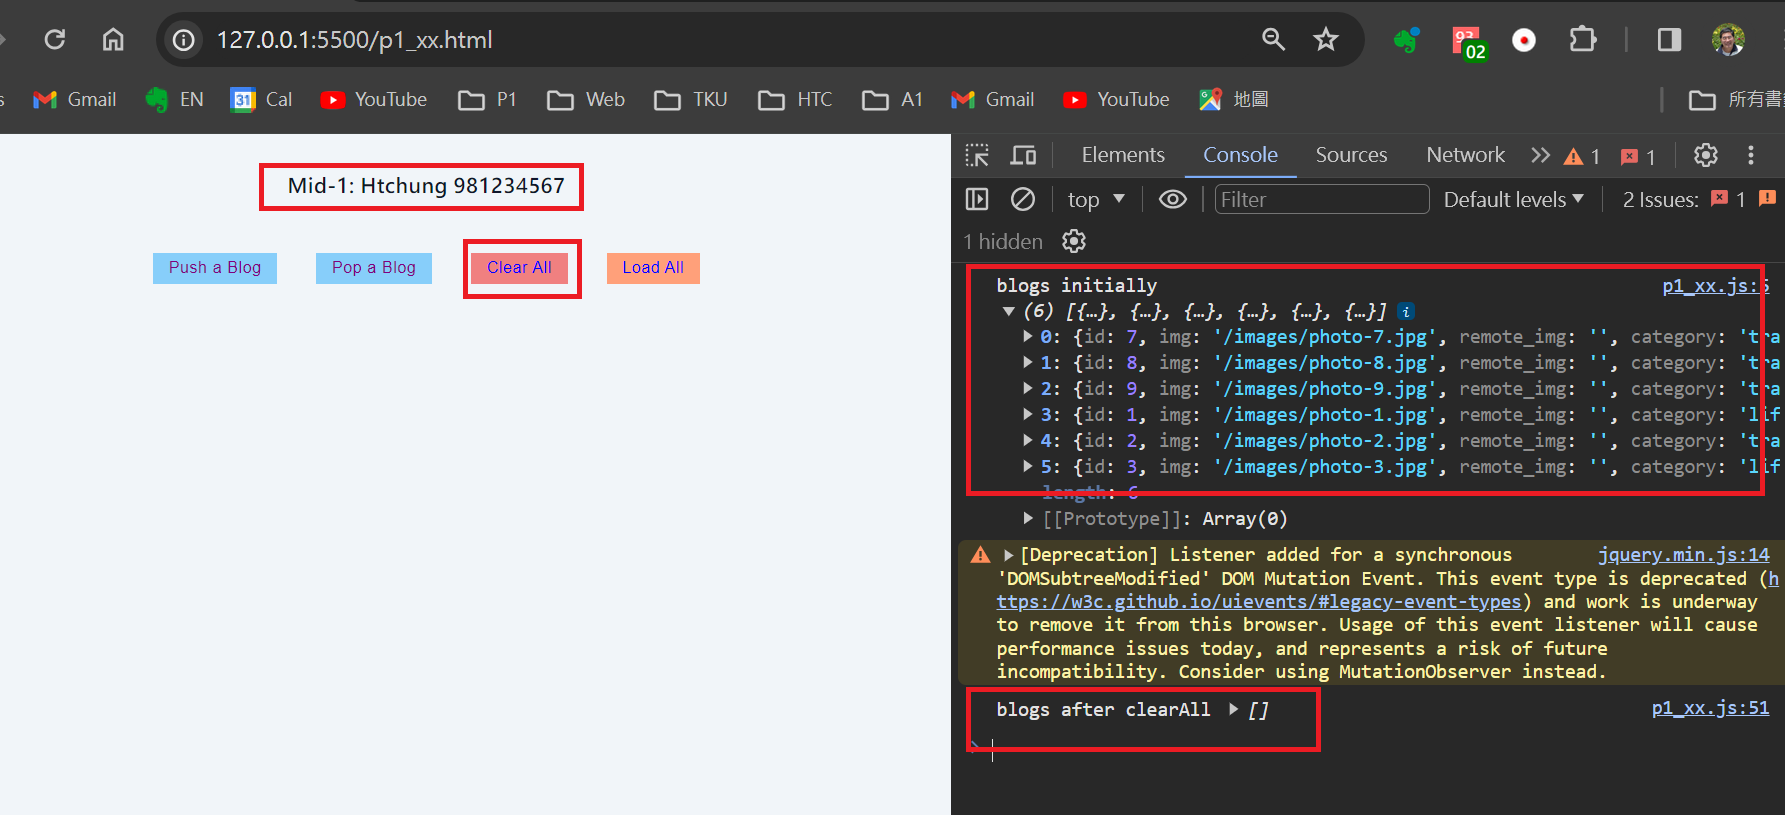 127.0.0.1:5500/p1_xx.html
93
02
s Gmail EN 31 Cal YouTube P1 Web TKU HTC A1 Gmail YouTube 地圖 所有書
Mid-1: Htchung 981234567
Push a Blog Pop a Blog Clear All Load All
Elements Console Sources Network 1 1
top Filter Default levels 2 Issues: 1
1 hidden
blogs initially p1_xx.js:5
(6) [{…}, {…}, {…}, {…}, {…}, {…}] i
0: {id: 7, img: '/images/photo-7.jpg', remote_img: '', category: 'tra
1: {id: 8, img: '/images/photo-8.jpg', remote_img: '', category: 'tra
2: {id: 9, img: '/images/photo-9.jpg', remote_img: '', category: 'tra
3: {id: 1, img: '/images/photo-1.jpg', remote_img: '', category: 'lif
4: {id: 2, img: '/images/photo-2.jpg', remote_img: '', category: 'tra
5: {id: 3, img: '/images/photo-3.jpg', remote_img: '', category: 'lif
length: 6
[[Prototype]]: Array(0)
[Deprecation] Listener added for a synchronous jquery.min.js:14
'DOMSubtreeModified' DOM Mutation Event. This event type is deprecated (h
ttps://w3c.github.io/uievents/#legacy-event-types) and work is underway
to remove it from this browser. Usage of this event listener will cause
performance issues today, and represents a risk of future
incompatibility. Consider using MutationObserver instead.
blogs after clearAll [] p1_xx.js:51